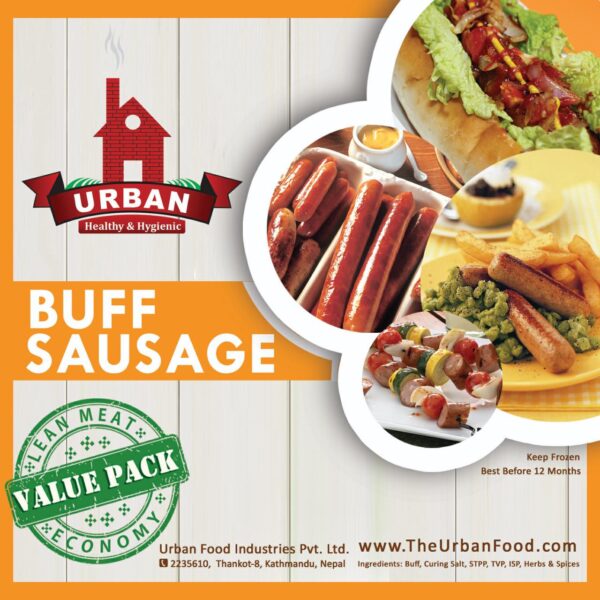 URBAN
Healthy & Hygienic
BUFF
SAUSAGE
LEAN MEAT
VALUE PACK
ECONOMY
Keep Frozen
Best Before 12 Months
Urban Food Industries Pvt. Ltd.
2235610, Thankot-8, Kathmandu, Nepal
www.TheUrbanFood.com
Ingredients: Buff, Curing Salt, STPP, TVP, ISP, Herbs & Spices